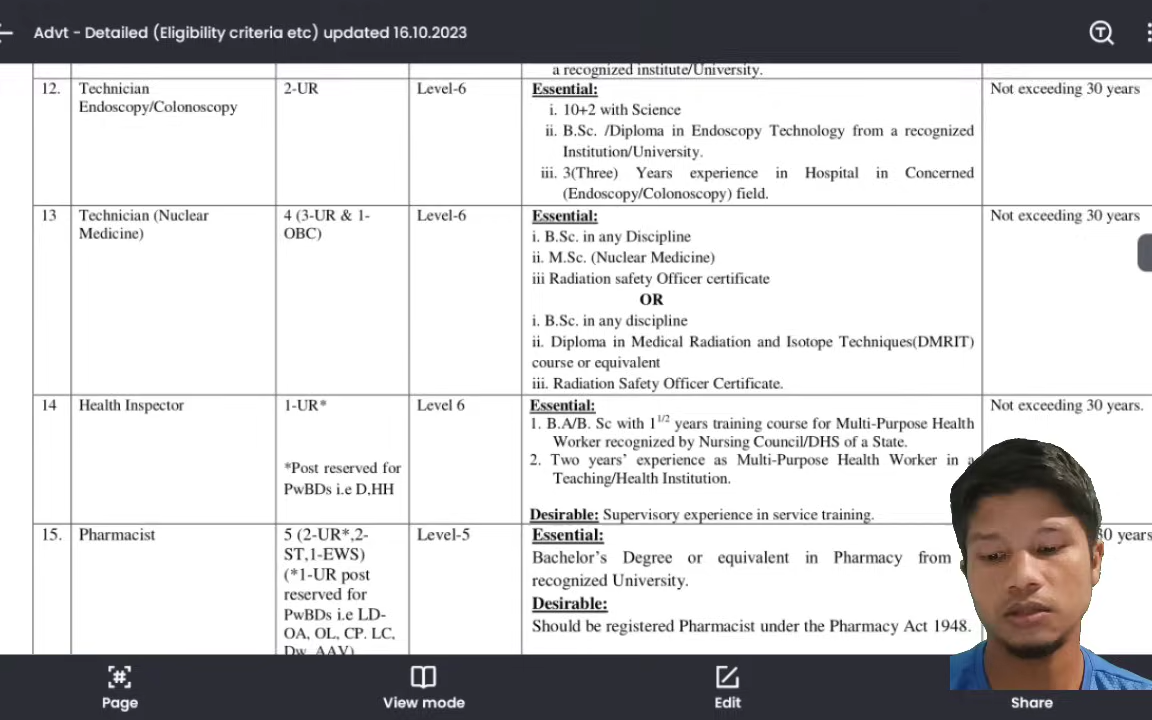 Advt - Detailed (Eligibility criteria etc) updated 16.10.2023
a recognized institute/University.
12. Technician Endoscopy/Colonoscopy
2-UR
Level-6
Essential:
i. 10+2 with Science
ii. B.Sc. /Diploma in Endoscopy Technology from a recognized
Institution/University.
iii. 3(Three) Years experience in Hospital in Concerned
(Endoscopy/Colonoscopy) field.
Not exceeding 30 years
13 Technician (Nuclear
Medicine)
4 (3-UR & 1-
OBC)
Level-6
Essential:
i. B.Sc. in any Discipline
ii. M.Sc. (Nuclear Medicine)
iii Radiation safety Officer certificate
OR
i. B.Sc. in any discipline
ii. Diploma in Medical Radiation and Isotope Techniques(DMRIT)
course or equivalent
iii. Radiation Safety Officer Certificate.
Not exceeding 30 years
14 Health Inspector
1-UR*
*Post reserved for
PwBDs i.e D,HH
Level 6
Essential:
1. B.A/B. Sc with 1 1/2 years training course for Multi-Purpose Health
Worker recognized by Nursing Council/DHS of a State.
2. Two years' experience as Multi-Purpose Health Worker in a
Teaching/Health Institution.
Desirable: Supervisory experience in service training.
Not exceeding 30 years.
15. Pharmacist
5 (2-UR*,2-
ST,1-EWS)
(*1-UR post
reserved for
PwBDs i.e LD-
OA, OL, CP. LC,
Dw, AAV)
Level-5
Essential:
Bachelor's Degree or equivalent in Pharmacy from
recognized University.
Desirable:
Should be registered Pharmacist under the Pharmacy Act 1948.
30 years
Page
View mode
Edit
Share